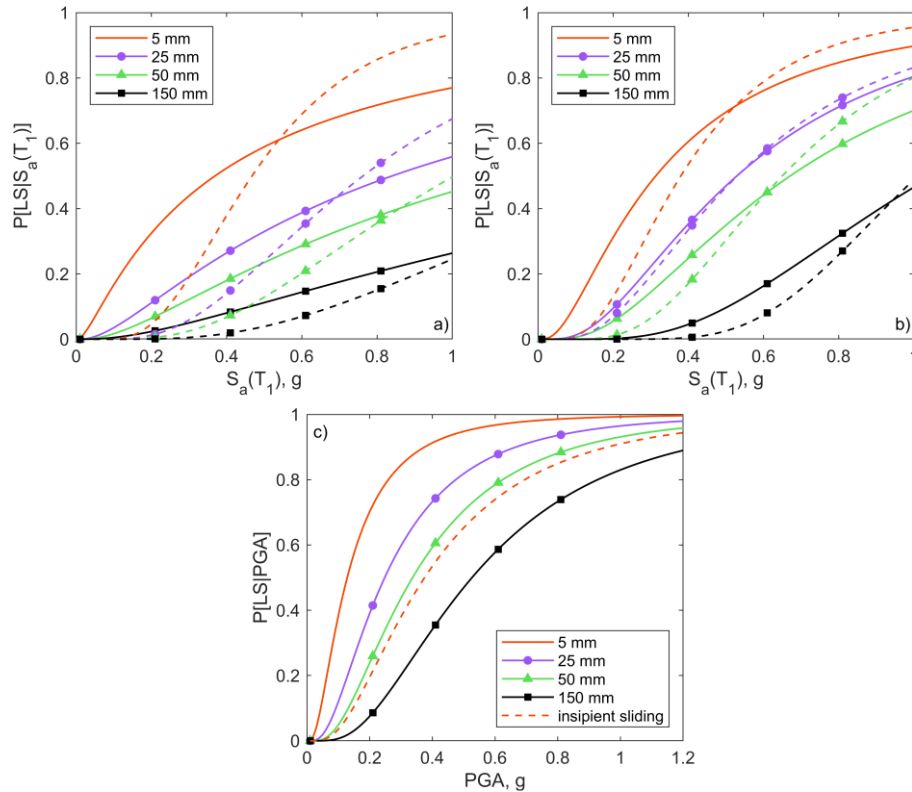 1
0.8
0.6
0.4
0.2
0
P[LS|S_a(T_1)]
5 mm
25 mm
50 mm
150 mm
a)
0 0.2 0.4 0.6 0.8 1
S_a(T_1), g
1
0.8
0.6
0.4
0.2
0
P[LS|S_a(T_1)]
5 mm
25 mm
50 mm
150 mm
b)
0 0.2 0.4 0.6 0.8 1
S_a(T_1), g
1
0.8
0.6
0.4
0.2
0
P[LS|PGA]
c)
5 mm
25 mm
50 mm
150 mm
insipient sliding
0 0.2 0.4 0.6 0.8 1 1.2
PGA, g